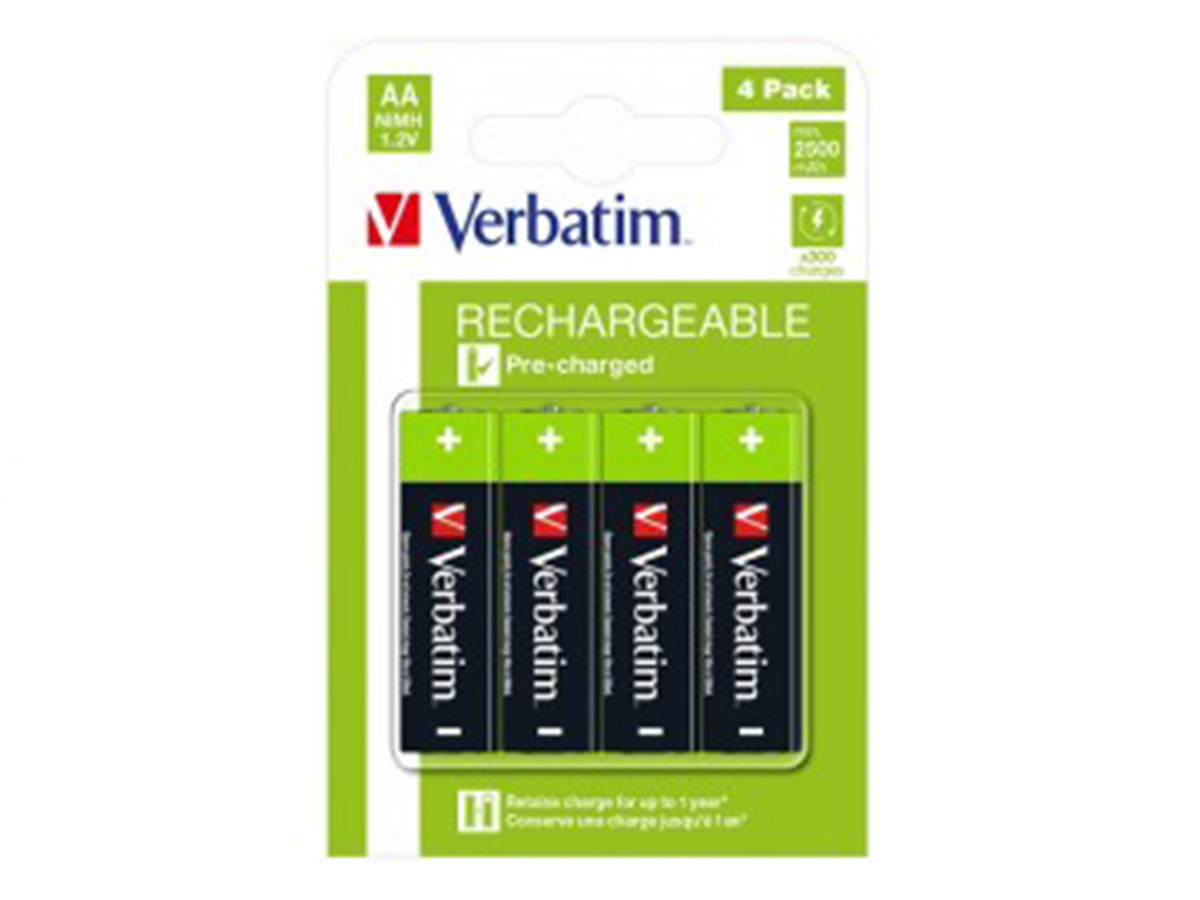 AA
NiMH
1.2V
4 Pack
min.
2500
mAh
x300
charges
Verbatim
RECHARGEABLE
Pre-charged
+ + + +
Verbatim
Verbatim
Verbatim
Verbatim
Retains charge for up to 1 year*
Conserve une charge jusqu'à 1 an*